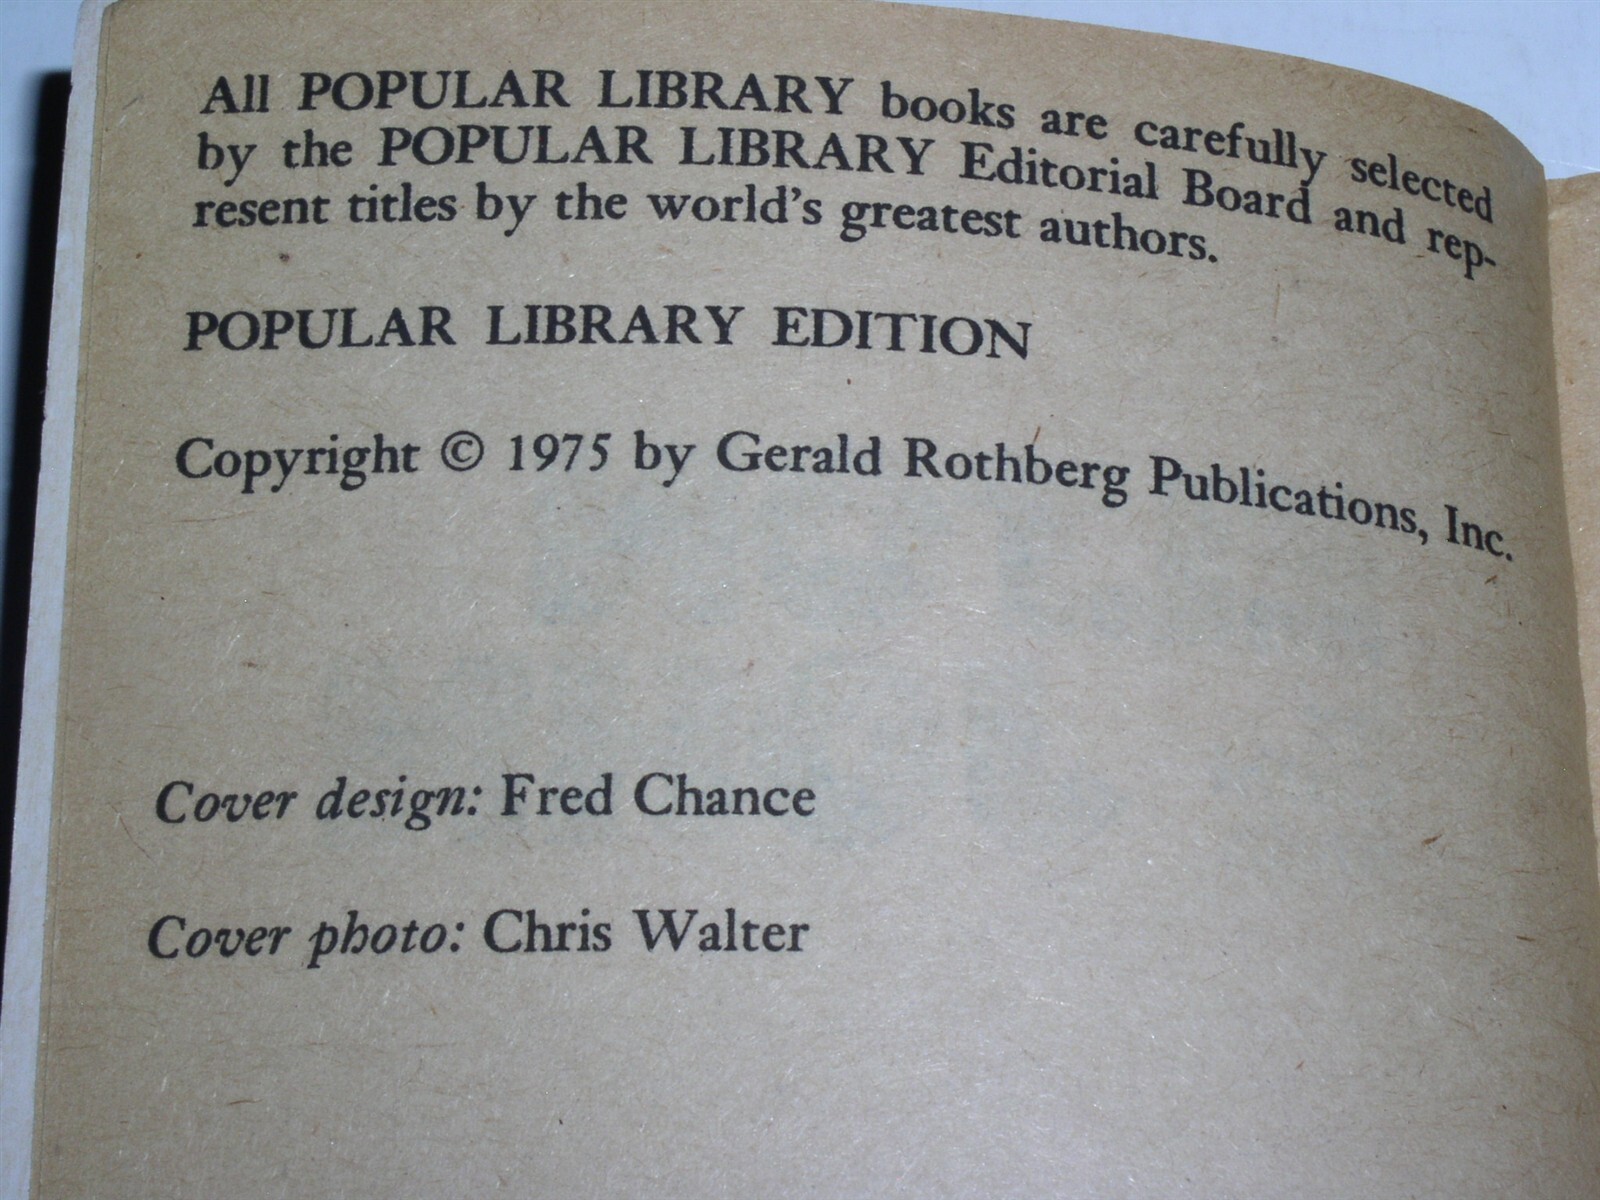 All POPULAR LIBRARY books are carefully selected
by the POPULAR LIBRARY Editorial Board and rep-
resent titles by the world's greatest authors.
POPULAR LIBRARY EDITION
Copyright © 1975 by Gerald Rothberg Publications, Inc.
Cover design: Fred Chance
Cover photo: Chris Walter